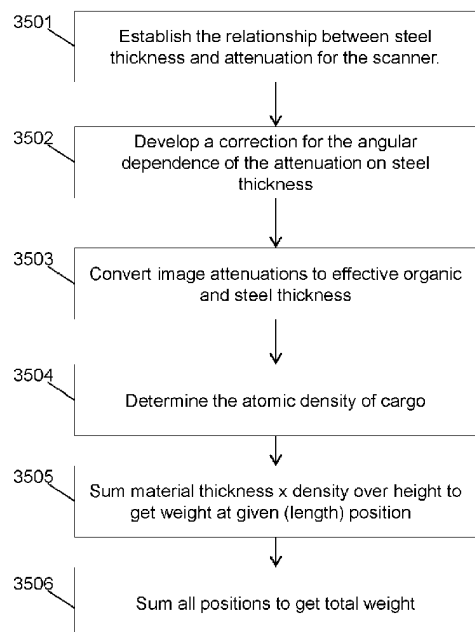 3501
Establish the relationship between steel
thickness and attenuation for the scanner.
3502
Develop a correction for the angular
dependence of the attenuation on steel
thickness
3503
Convert image attenuations to effective organic
and steel thickness
3504
Determine the atomic density of cargo
3505
Sum material thickness x density over height to
get weight at given (length) position
3506
Sum all positions to get total weight